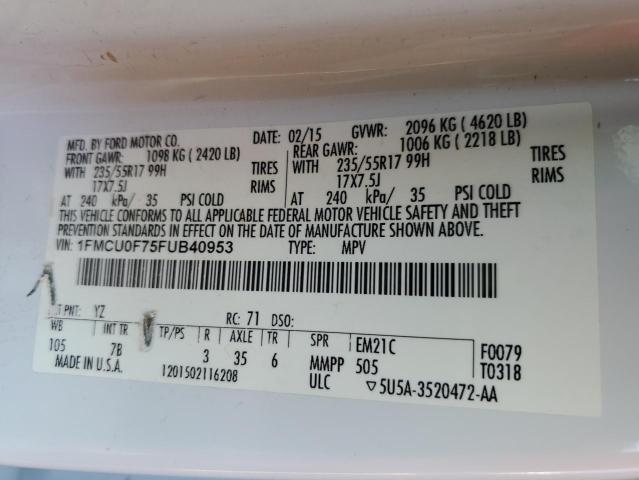 MFD. BY FORD MOTOR CO. DATE: 02/15 GVWR: 2096 KG ( 4620 LB)
FRONT GAWR: 1098 KG ( 2420 LB) REAR GAWR: 1006 KG ( 2218 LB)
WITH 235/55R17 99H TIRES WITH 235/55R17 99H TIRES
17X7.5J RIMS 17X7.5J RIMS
AT 240 kPa/ 35 PSI COLD AT 240 kPa/ 35 PSI COLD
THIS VEHICLE CONFORMS TO ALL APPLICABLE FEDERAL MOTOR VEHICLE SAFETY AND THEFT
PREVENTION STANDARDS IN EFFECT ON THE DATE OF MANUFACTURE SHOWN ABOVE.
VIN: 1FMCU0F75FUB40953 TYPE: MPV
PNT: YZ RC: 71 DSO:
WB INT TR TP/PS R AXLE TR SPR EM21C F0079
105 7B 3 35 6 MMPP 505 T0318
MADE IN U.S.A. 1201502116208 ULC ▽5U5A-3520472-AA